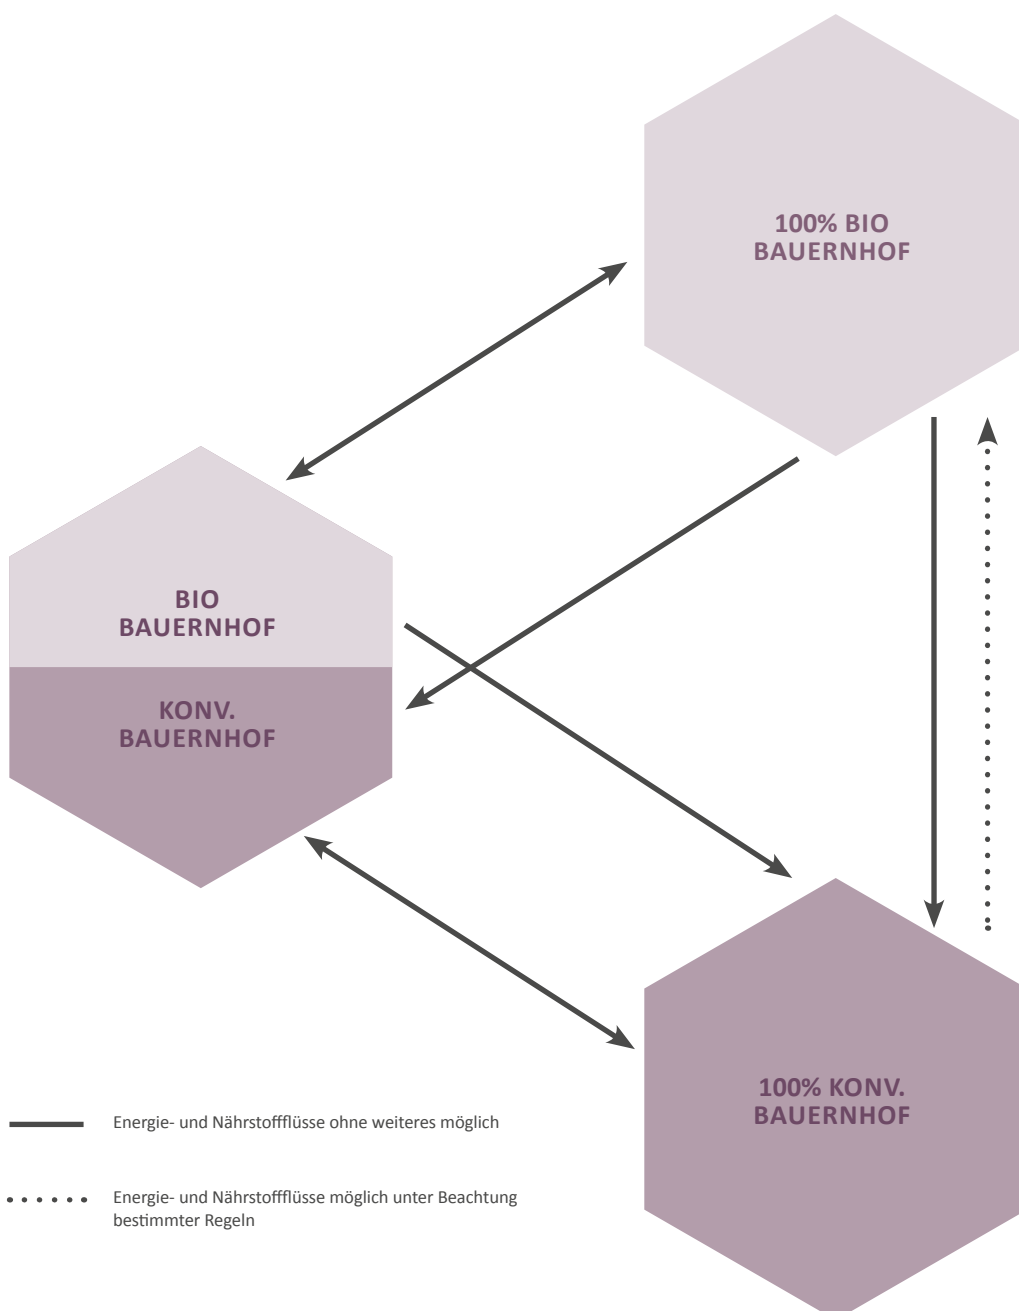 100% BIO
BAUERNHOF
BIO
BAUERNHOF
KONV.
BAUERNHOF
100% KONV.
BAUERNHOF
Energie- und Nährstoffflüsse ohne weiteres möglich
Energie- und Nährstoffflüsse möglich unter Beachtung
bestimmter Regeln